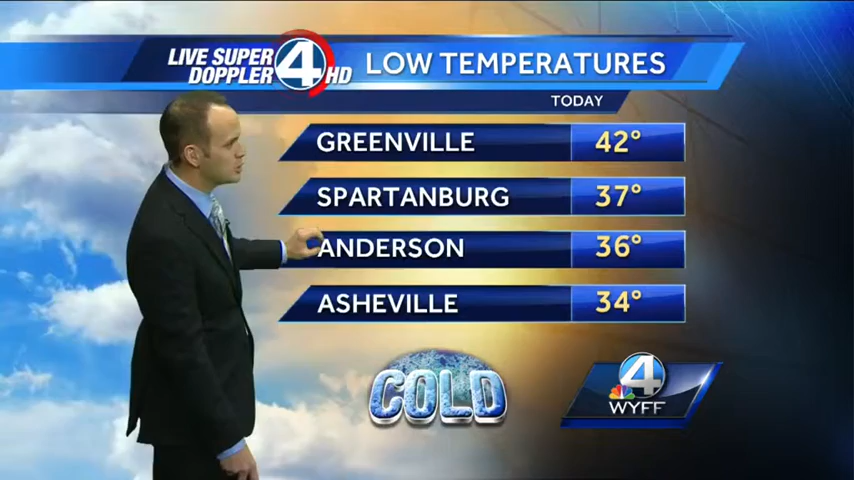 LIVE SUPER
DOPPLER 4 HD
LOW TEMPERATURES
TODAY
GREENVILLE 42°
SPARTANBURG 37°
ANDERSON 36°
ASHEVILLE 34°
COLD
4
WYFF